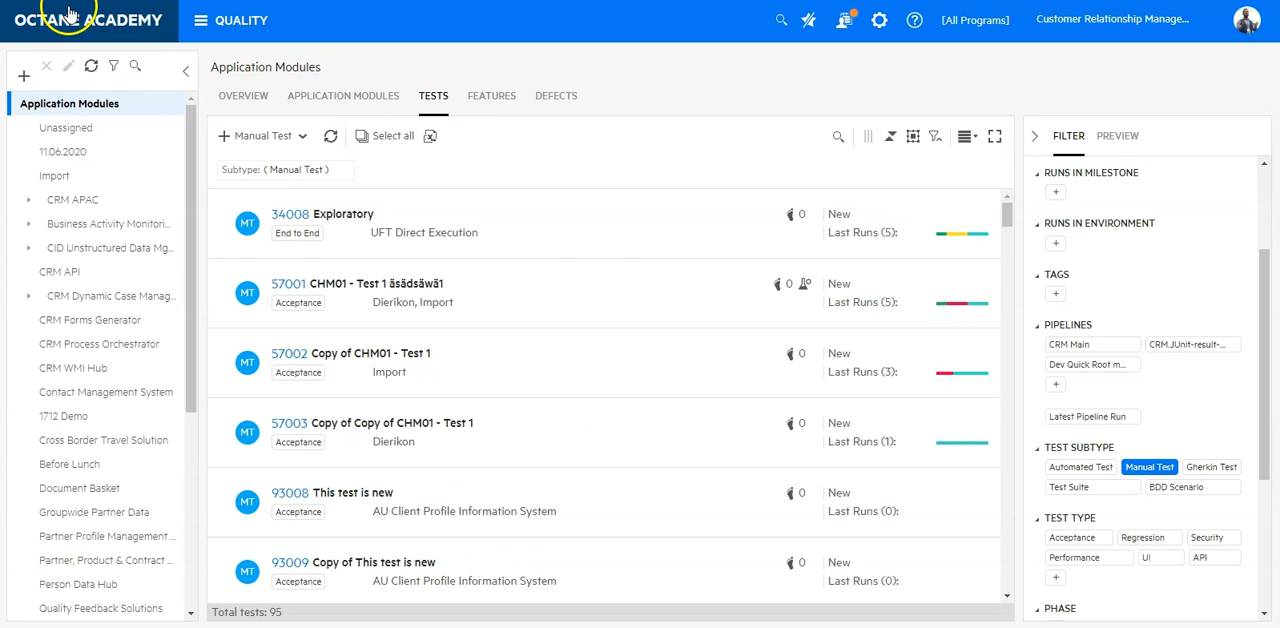 OCTANE ACADEMY
QUALITY
[All Programs]
Customer Relationship Manage...
Application Modules
Unassigned
11.06.2020
Import
CRM APAC
Business Activity Monitori...
CID Unstructured Data Mg...
CRM API
CRM Dynamic Case Manag...
CRM Forms Generator
CRM Process Orchestrator
CRM WMI Hub
Contact Management System
1712 Demo
Cross Border Travel Solution
Before Lunch
Document Basket
Groupwide Partner Data
Partner Profile Management ...
Partner, Product & Contract ...
Person Data Hub
Quality Feedback Solutions
Application Modules
OVERVIEW APPLICATION MODULES TESTS FEATURES DEFECTS
Manual Test Select all
Subtype: ( Manual Test )
MT 34008 Exploratory 0 New
End to End UFT Direct Execution Last Runs (5):
MT 57001 CHM01 - Test 1 äsädsäwä1 0 New
Acceptance Dierikon, Import Last Runs (5):
MT 57002 Copy of CHM01 - Test 1 0 New
Acceptance Import Last Runs (3):
MT 57003 Copy of Copy of CHM01 - Test 1 0 New
Acceptance Dierikon Last Runs (1):
MT 93008 This test is new 0 New
Acceptance AU Client Profile Information System Last Runs (0):
MT 93009 Copy of This test is new 0 New
Acceptance AU Client Profile Information System Last Runs (0):
Total tests: 95
FILTER PREVIEW
RUNS IN MILESTONE
+
RUNS IN ENVIRONMENT
+
TAGS
+
PIPELINES
CRM Main CRM.JUnit-result-...
Dev Quick Root m...
+
Latest Pipeline Run
TEST SUBTYPE
Automated Test Manual Test Gherkin Test
Test Suite BDD Scenario
TEST TYPE
Acceptance Regression Security
Performance UI API
+
PHASE